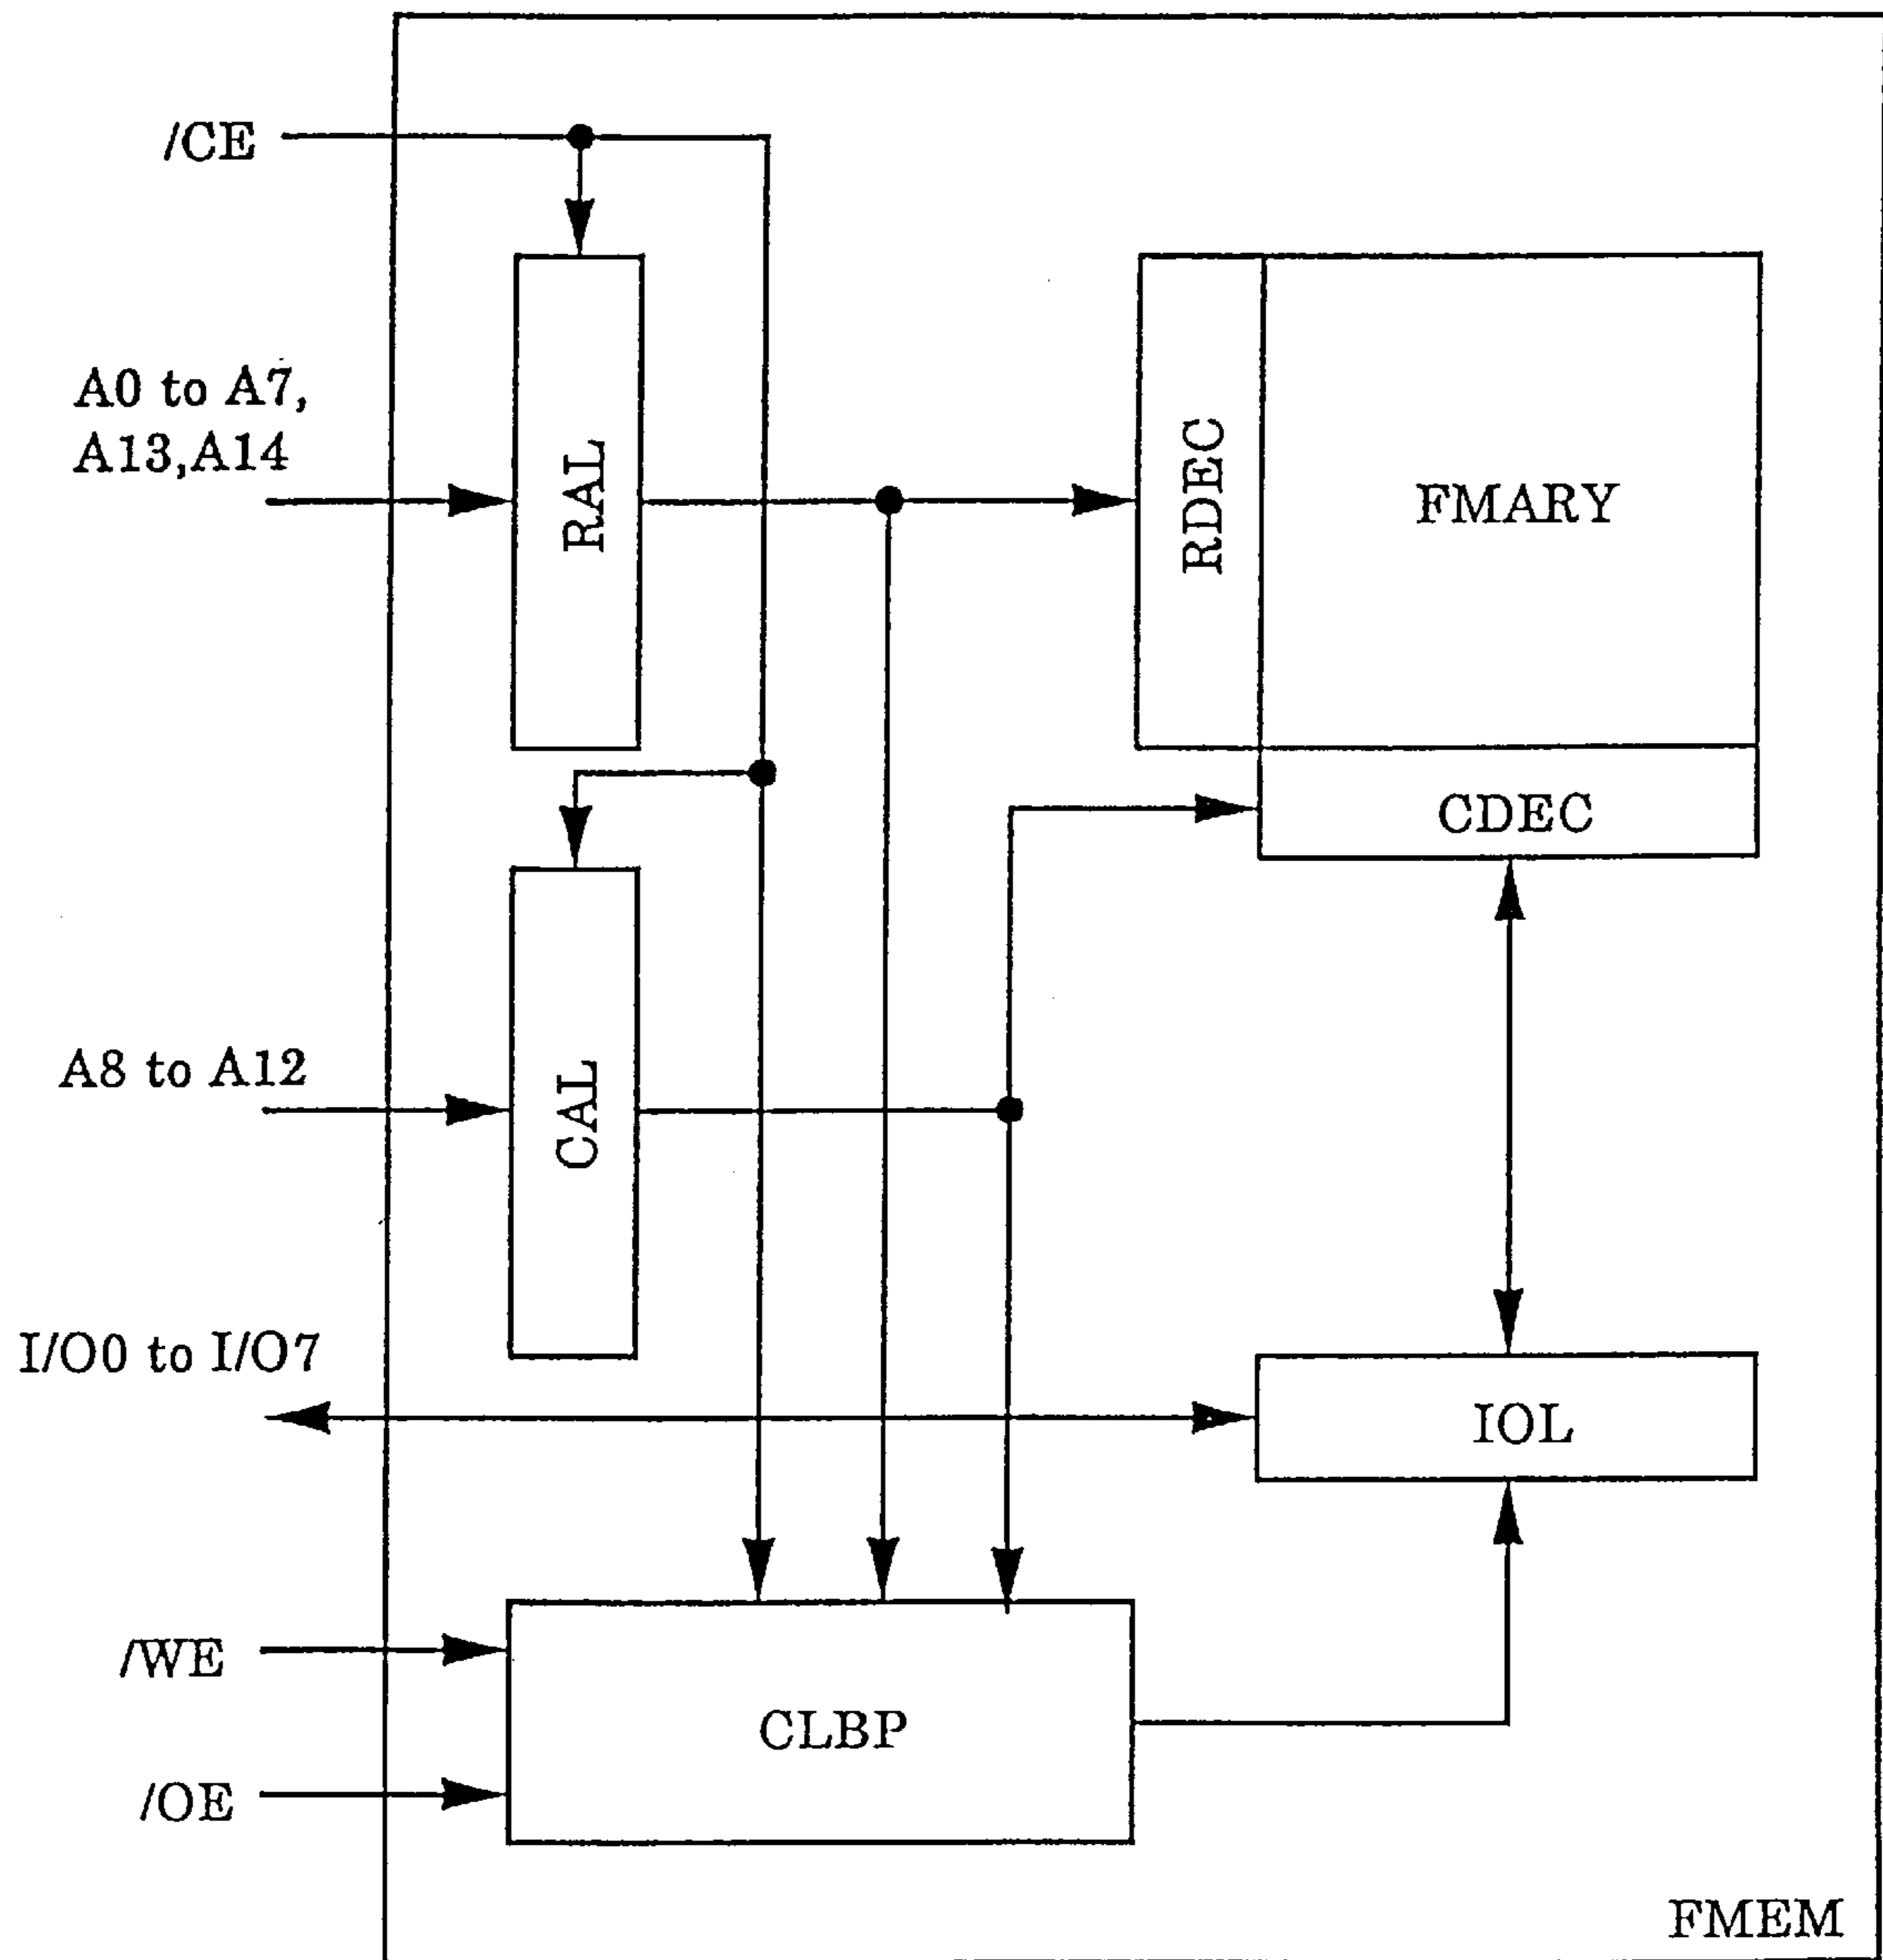 /CE
A0 to A7,
A13,A14
RAL
RDEC
FMARY
CDEC
A8 to A12
CAL
I/O0 to I/O7
IOL
/WE
CLBP
/OE
FMEM